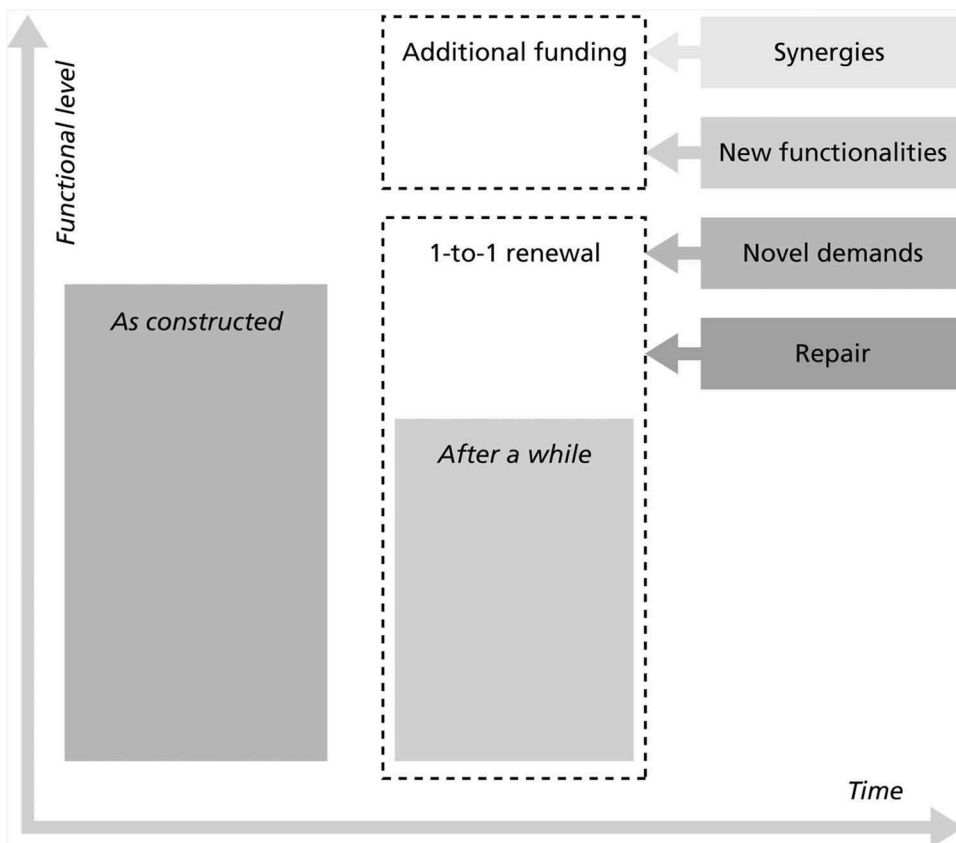 Functional level
Additional funding
Synergies
New functionalities
1-to-1 renewal
Novel demands
As constructed
Repair
After a while
Time